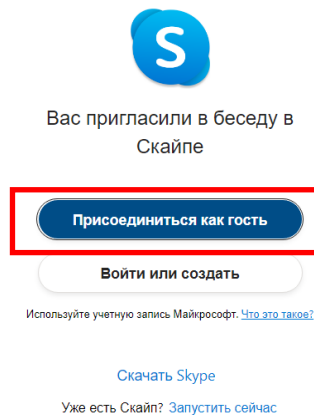 S
Вас пригласили в беседу в
Скайпе
Присоединиться как гость
Войти или создать
Используйте учетную запись Майкрософт. Что это такое?
Скачать Skype
Уже есть Скайп? Запустить сейчас